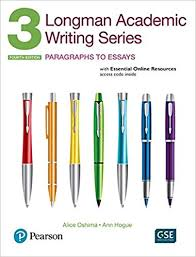 3 Longman Academic
FOURTH EDITION Writing Series
PARAGRAPHS TO ESSAYS
with Essential Online Resources
access code inside
Alice Oshima Ann Hogue
Pearson
GSE